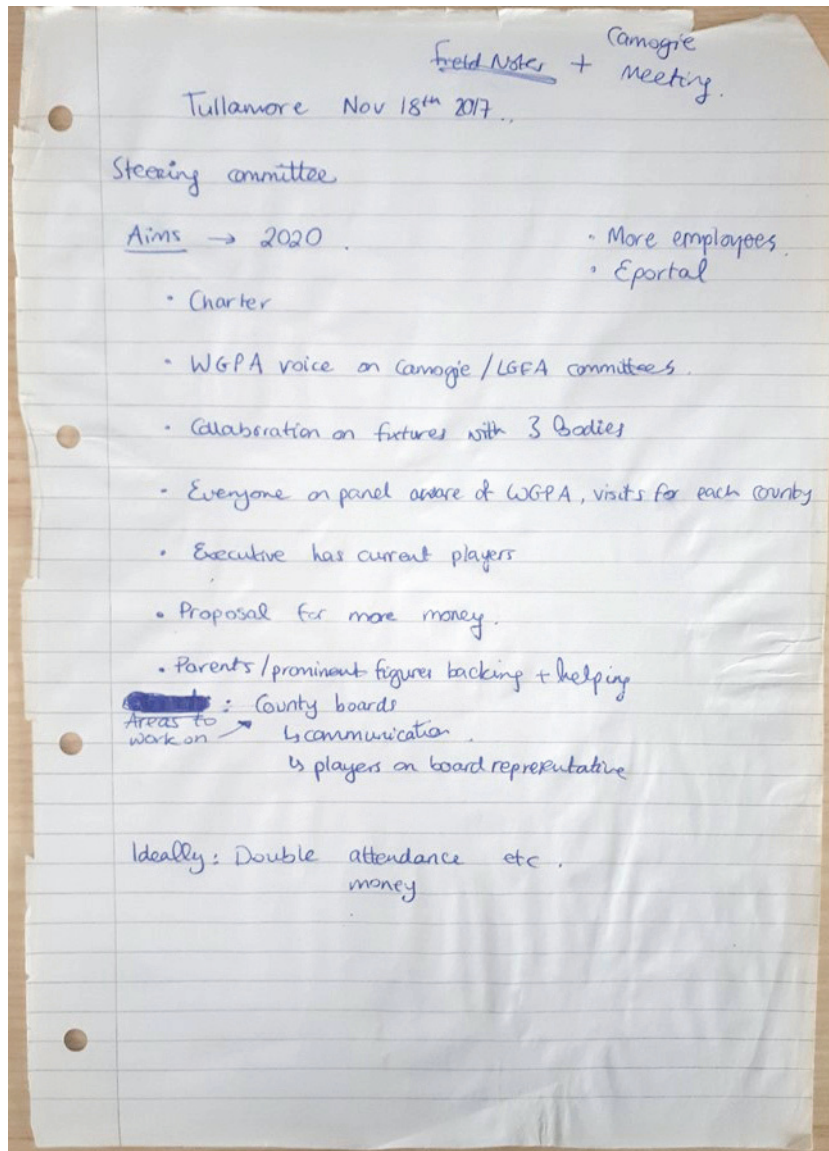 Field Notes + Camogie
Meeting.
Tullamore Nov 18th 2017..
Steering committee
Aims → 2020.
· More employees.
· Eportal
· Charter
· WGPA voice on Camogie / LGFA committees.
· Collaboration on fixtures with 3 Bodies
· Everyone on panel aware of WGPA, visits for each county
· Executive has current players
· Proposal for more money.
· Parents/prominent figures backing + helping
: County boards
Areas to
work on ↗ ↳ communication.
↳ players on board representative
Ideally: Double attendance etc.
money